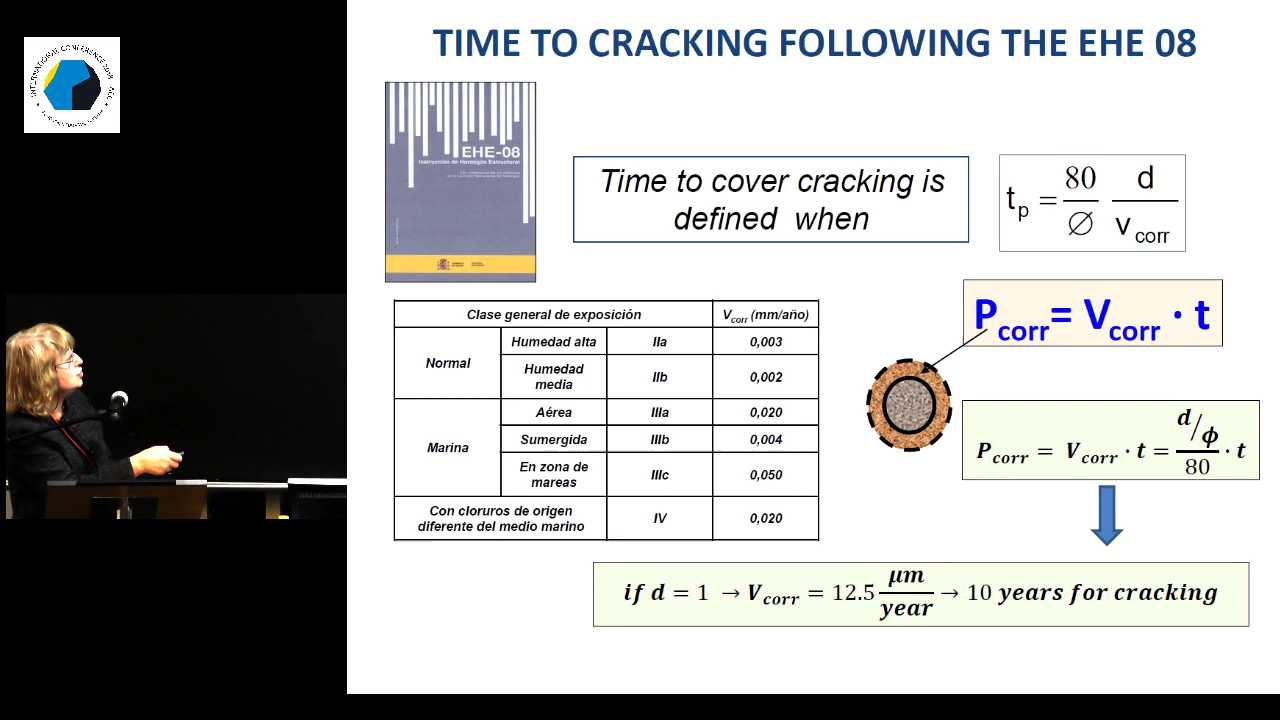 TIME TO CRACKING FOLLOWING THE EHE 08
INTERNATIONAL CONFERENCE
EHE-08
Instrucción de Hormigón Estructural
Time to cover cracking is
defined when
t_p = 80/∅ d/v_corr
P_corr = V_corr · t
Clase general de exposición V_corr (mm/año)
Normal Humedad alta IIa 0,003
Humedad media IIb 0,002
Marina Aérea IIIa 0,020
Sumergida IIIb 0,004
En zona de mareas IIIc 0,050
Con cloruros de origen diferente del medio marino IV 0,020
P_corr = V_corr · t = d/ϕ/80 · t
if d = 1 → V_corr = 12.5 μm/year → 10 years for cracking